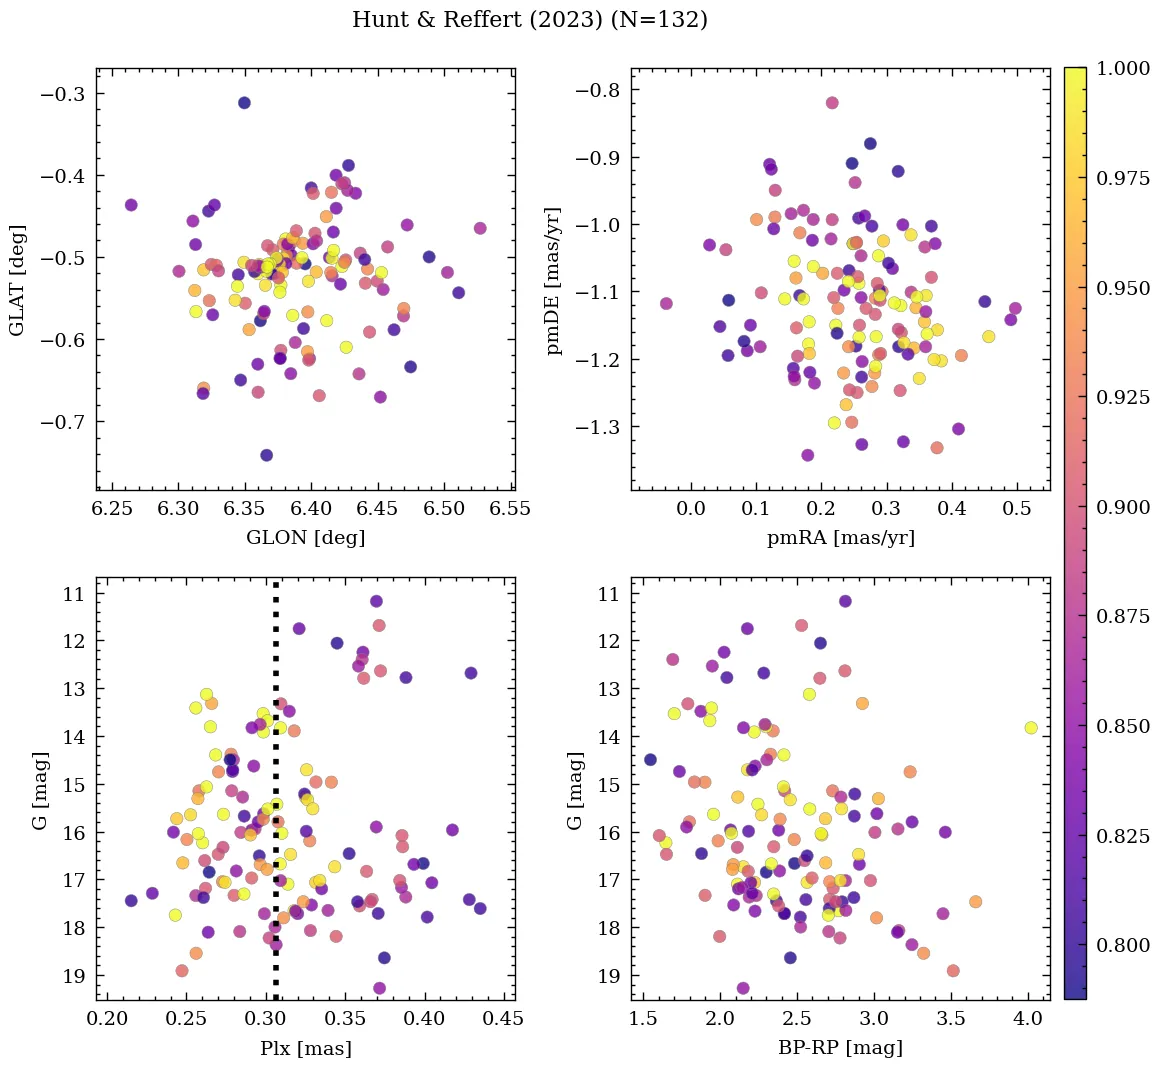 Hunt & Reffert (2023) (N=132)
−0.3
−0.4
−0.5
−0.6
−0.7
GLAT [deg]
6.25 6.30 6.35 6.40 6.45 6.50 6.55
GLON [deg]
−0.8
−0.9
−1.0
−1.1
−1.2
−1.3
pmDE [mas/yr]
0.0 0.1 0.2 0.3 0.4 0.5
pmRA [mas/yr]
11
12
13
14
15
16
17
18
19
G [mag]
0.20 0.25 0.30 0.35 0.40 0.45
Plx [mas]
11
12
13
14
15
16
17
18
19
G [mag]
1.5 2.0 2.5 3.0 3.5 4.0
BP-RP [mag]
1.000
0.975
0.950
0.925
0.900
0.875
0.850
0.825
0.800